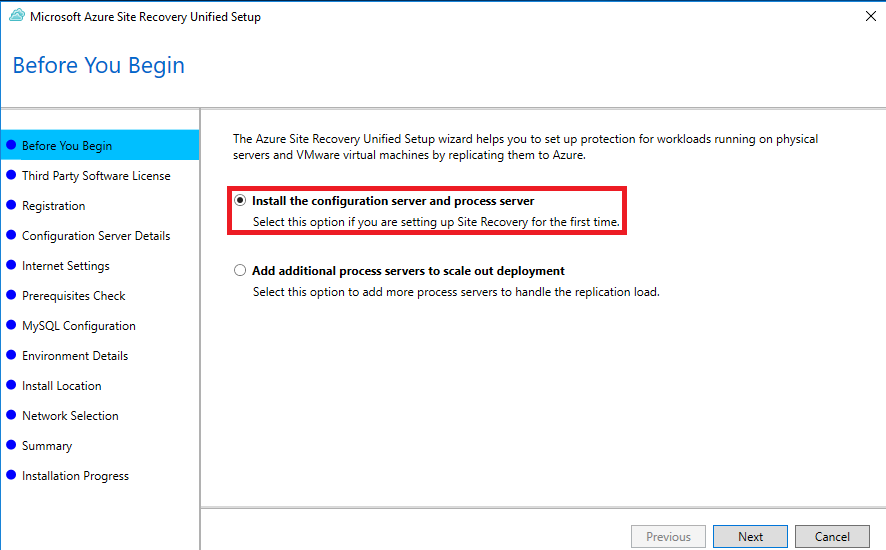 Microsoft Azure Site Recovery Unified Setup
Before You Begin
Before You Begin
Third Party Software License
Registration
Configuration Server Details
Internet Settings
Prerequisites Check
MySQL Configuration
Environment Details
Install Location
Network Selection
Summary
Installation Progress
The Azure Site Recovery Unified Setup wizard helps you to set up protection for workloads running on physical
servers and VMware virtual machines by replicating them to Azure.
Install the configuration server and process server
Select this option if you are setting up Site Recovery for the first time.
Add additional process servers to scale out deployment
Select this option to add more process servers to handle the replication load.
Previous
Next
Cancel